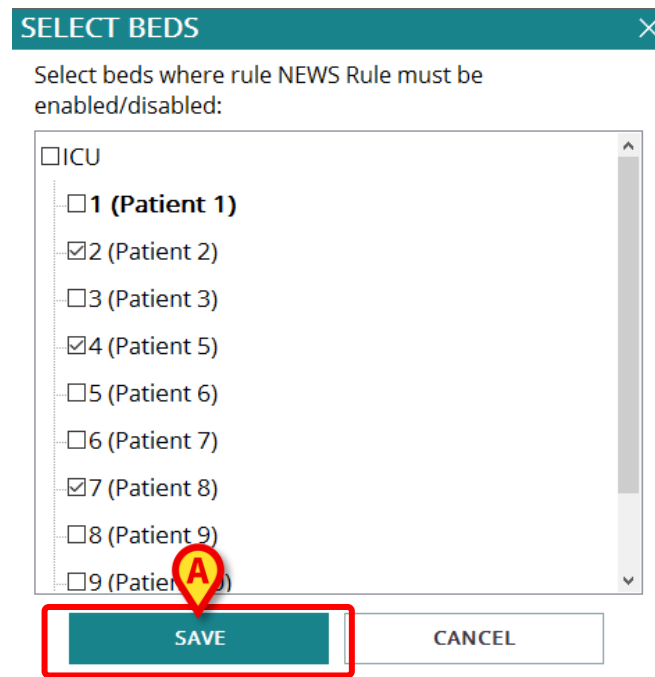 SELECT BEDS
Select beds where rule NEWS Rule must be
enabled/disabled:
ICU
1 (Patient 1)
2 (Patient 2)
3 (Patient 3)
4 (Patient 5)
5 (Patient 6)
6 (Patient 7)
7 (Patient 8)
8 (Patient 9)
9
A
SAVE CANCEL